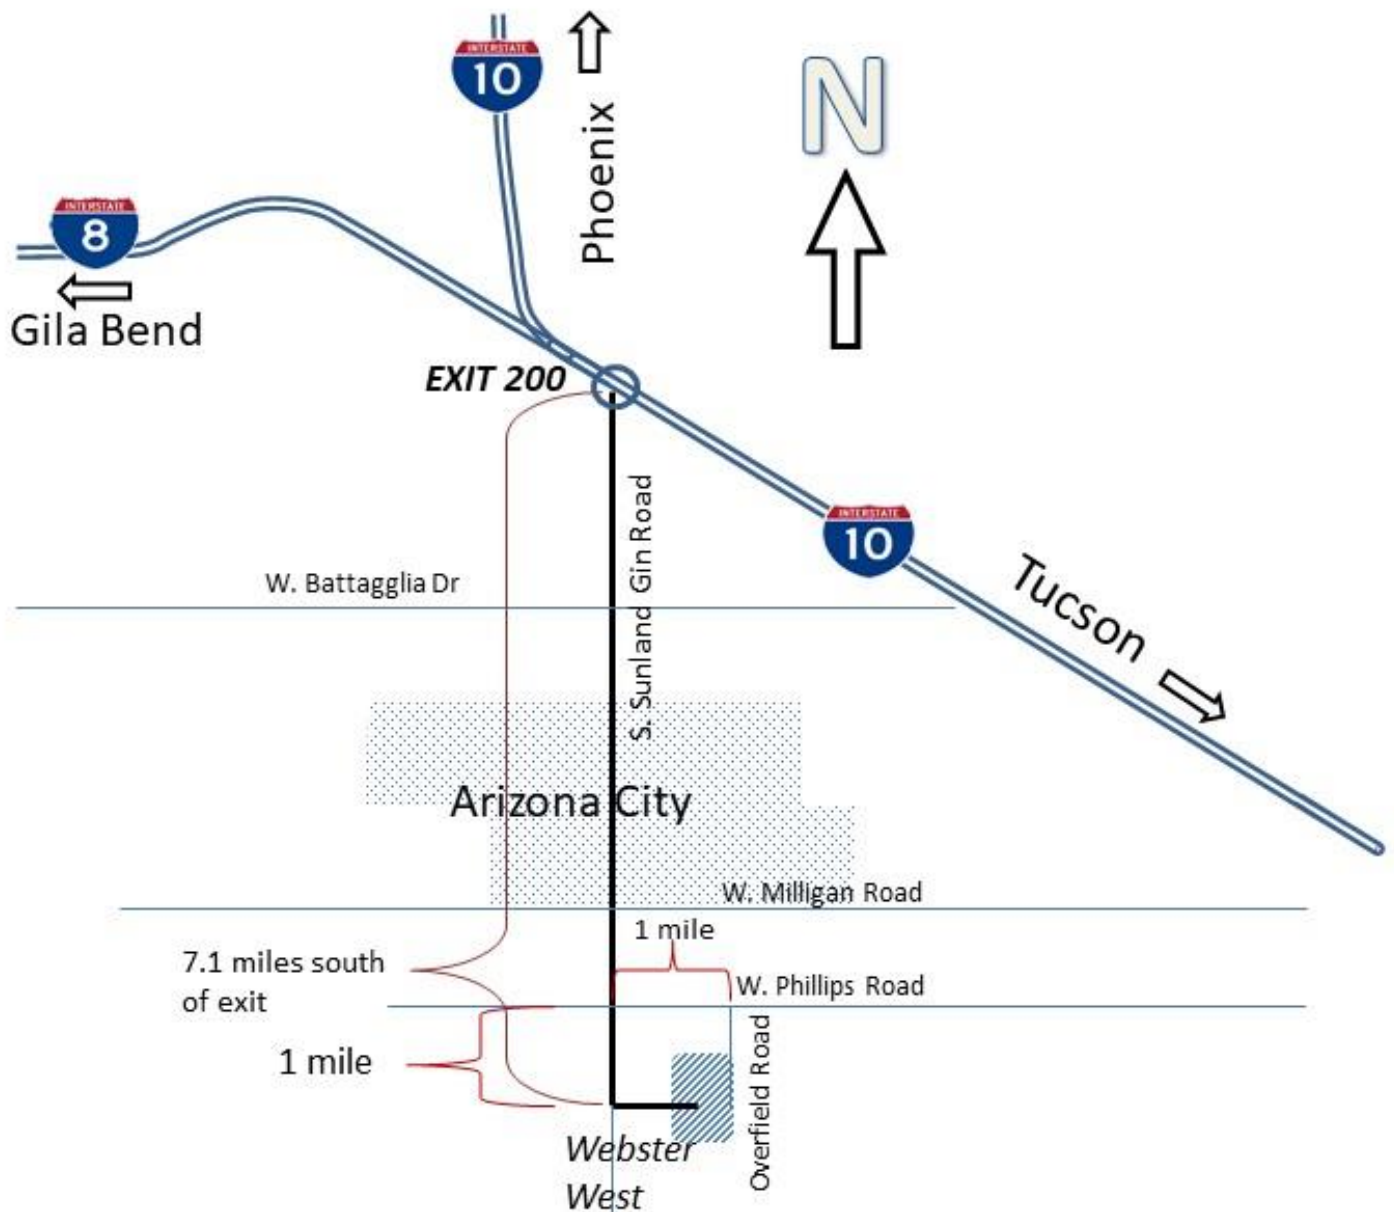 INTERSTATE
10
Phoenix
N
INTERSTATE
8
Gila Bend
EXIT 200
S. Sunland Gin Road
INTERSTATE
10
Tucson
W. Battagglia Dr
Arizona City
W. Milligan Road
1 mile
7.1 miles south
of exit
W. Phillips Road
1 mile
Overfield Road
Webster
West